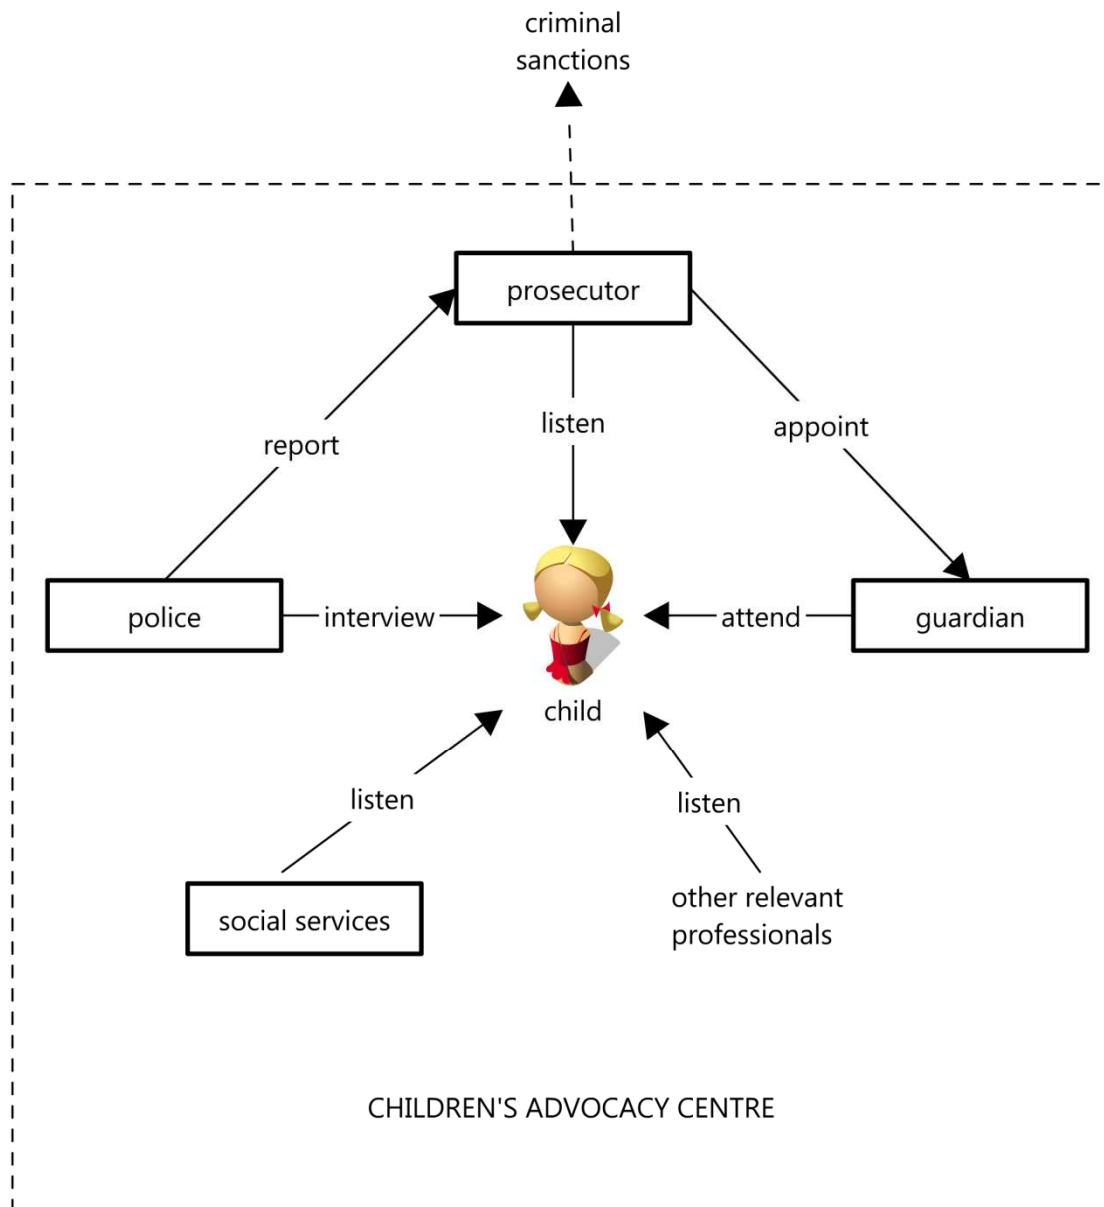 criminal
sanctions
prosecutor
listen
appoint
report
police
interview
attend
guardian
child
listen
listen
other relevant
professionals
social services
CHILDREN'S ADVOCACY CENTRE